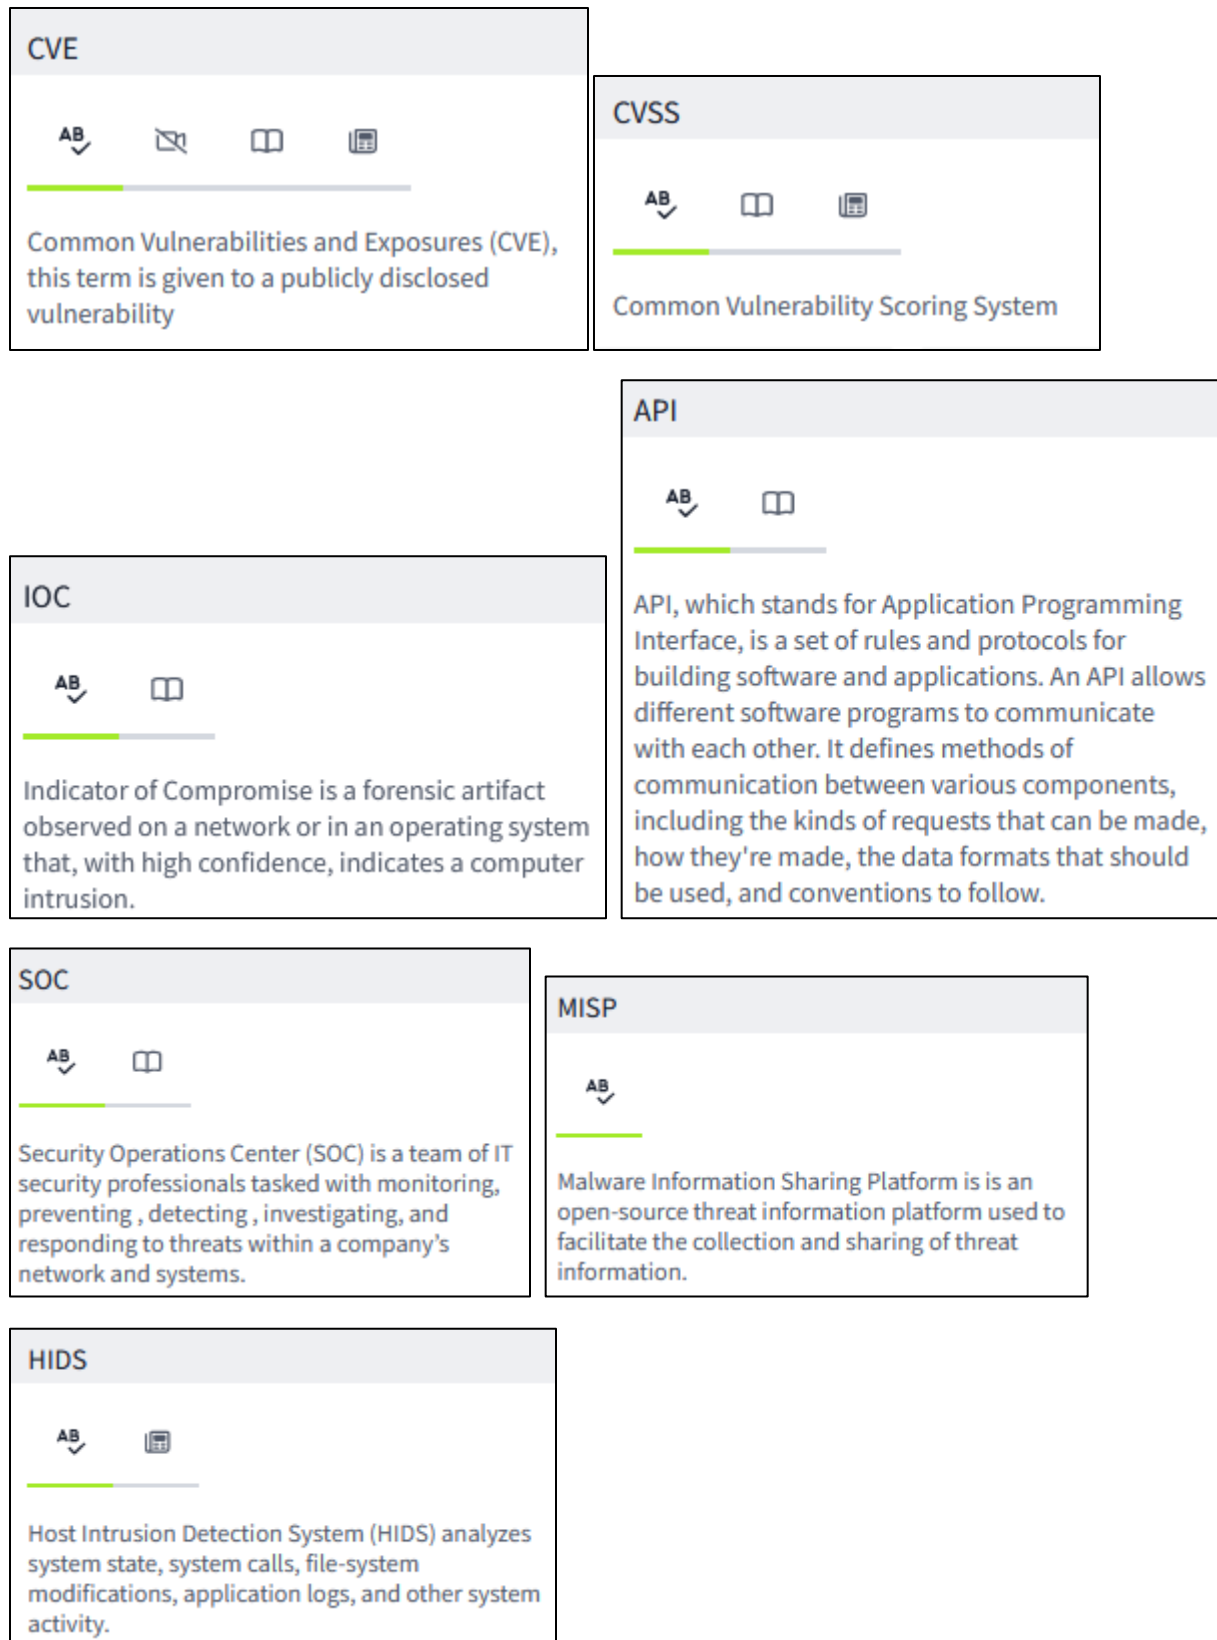 CVE
AB
Common Vulnerabilities and Exposures (CVE),
this term is given to a publicly disclosed
vulnerability
CVSS
AB
Common Vulnerability Scoring System
API
AB
API, which stands for Application Programming
Interface, is a set of rules and protocols for
building software and applications. An API allows
different software programs to communicate
with each other. It defines methods of
communication between various components,
including the kinds of requests that can be made,
how they're made, the data formats that should
be used, and conventions to follow.
IOC
AB
Indicator of Compromise is a forensic artifact
observed on a network or in an operating system
that, with high confidence, indicates a computer
intrusion.
SOC
AB
Security Operations Center (SOC) is a team of IT
security professionals tasked with monitoring,
preventing , detecting , investigating, and
responding to threats within a company’s
network and systems.
MISP
AB
Malware Information Sharing Platform is is an
open-source threat information platform used to
facilitate the collection and sharing of threat
information.
HIDS
AB
Host Intrusion Detection System (HIDS) analyzes
system state, system calls, file-system
modifications, application logs, and other system
activity.